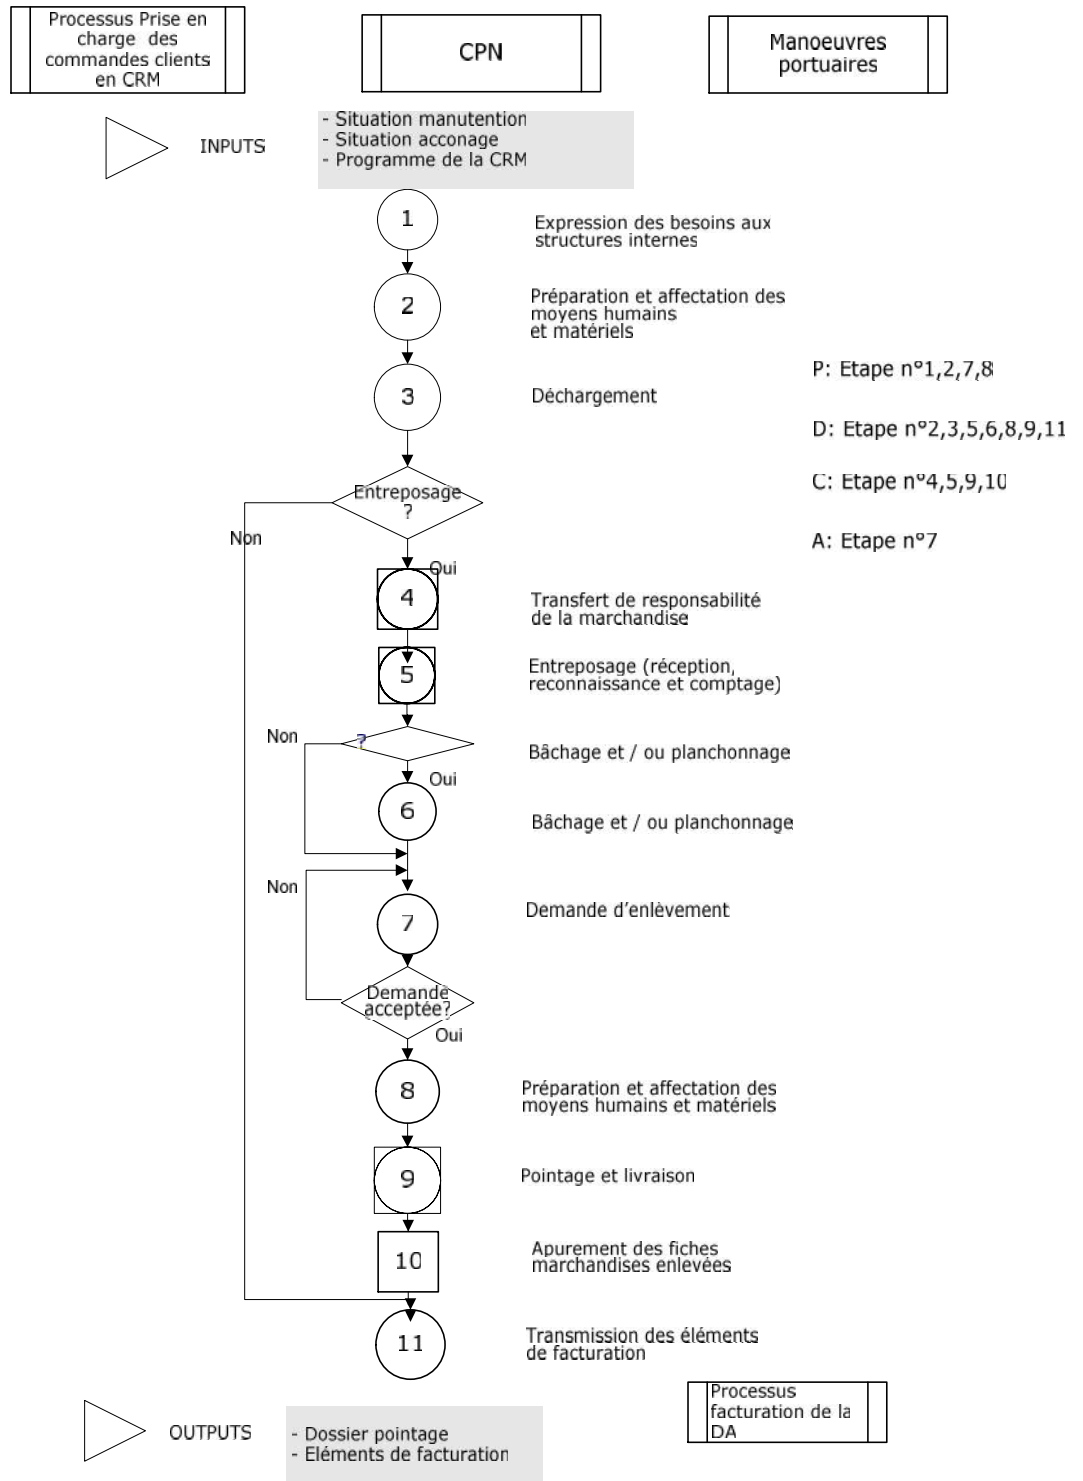 Processus Prise en
charge des
commandes clients
en CRM
CPN
Manoeuvres
portuaires
INPUTS
- Situation manutention
- Situation acconage
- Programme de la CRM
1
Expression des besoins aux
structures internes
2
Préparation et affectation des
moyens humains
et matériels
P: Etape n°1,2,7,8
3
Déchargement
D: Etape n°2,3,5,6,8,9,11
C: Etape n°4,5,9,10
Entreposage
?
Non
A: Etape n°7
Oui
4
Transfert de responsabilité
de la marchandise
5
Entreposage (réception,
reconnaissance et comptage)
Non
?
Bâchage et / ou planchonnage
Oui
6
Bâchage et / ou planchonnage
Non
7
Demande d'enlèvement
Demande
acceptée?
Oui
8
Préparation et affectation des
moyens humains et matériels
9
Pointage et livraison
10
Apurement des fiches
marchandises enlevées
11
Transmission des éléments
de facturation
Processus
facturation de la
DA
OUTPUTS
- Dossier pointage
- Eléments de facturation